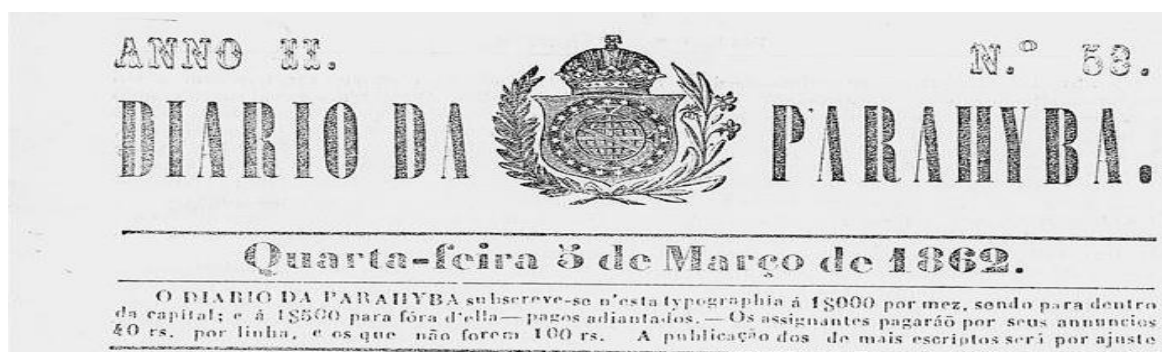 ANNO II.
N.º 53.
DIARIO DA PARAHYBA.
Quarta-feira 5 de Março de 1862.
O DIARIO DA PARAHYBA subscreve-se n'esta typographia á 1$000 por mez, sendo para dentro
da capital; e á 1$500 para fóra d'ella—pagos adiantados.—Os assignantes pagaráõ por seus annuncios
40 rs. por linha, e os que não forem 100 rs. A publicação dos de mais escriptos será por ajuste